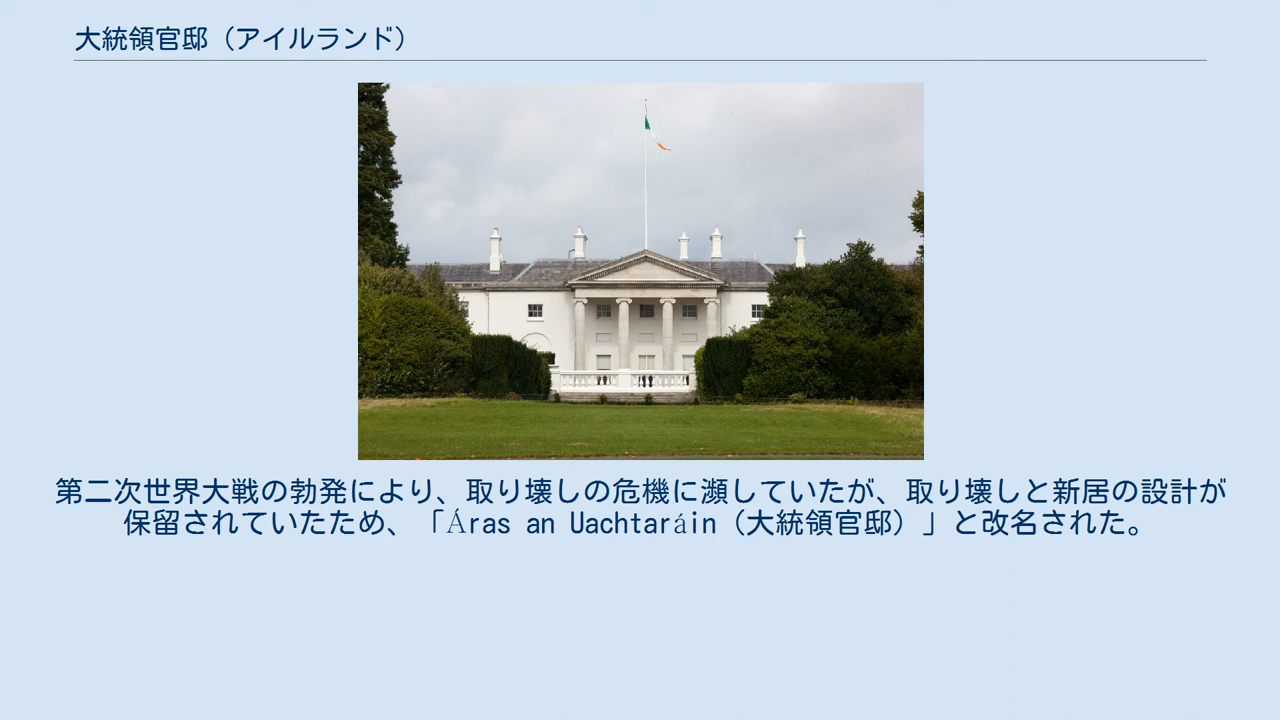 大統領官邸（アイルランド）
第二次世界大戦の勃発により、取り壊しの危機に瀕していたが、取り壊しと新居の設計が
保留されていたため、「Áras an Uachtaráin（大統領官邸）」と改名された。